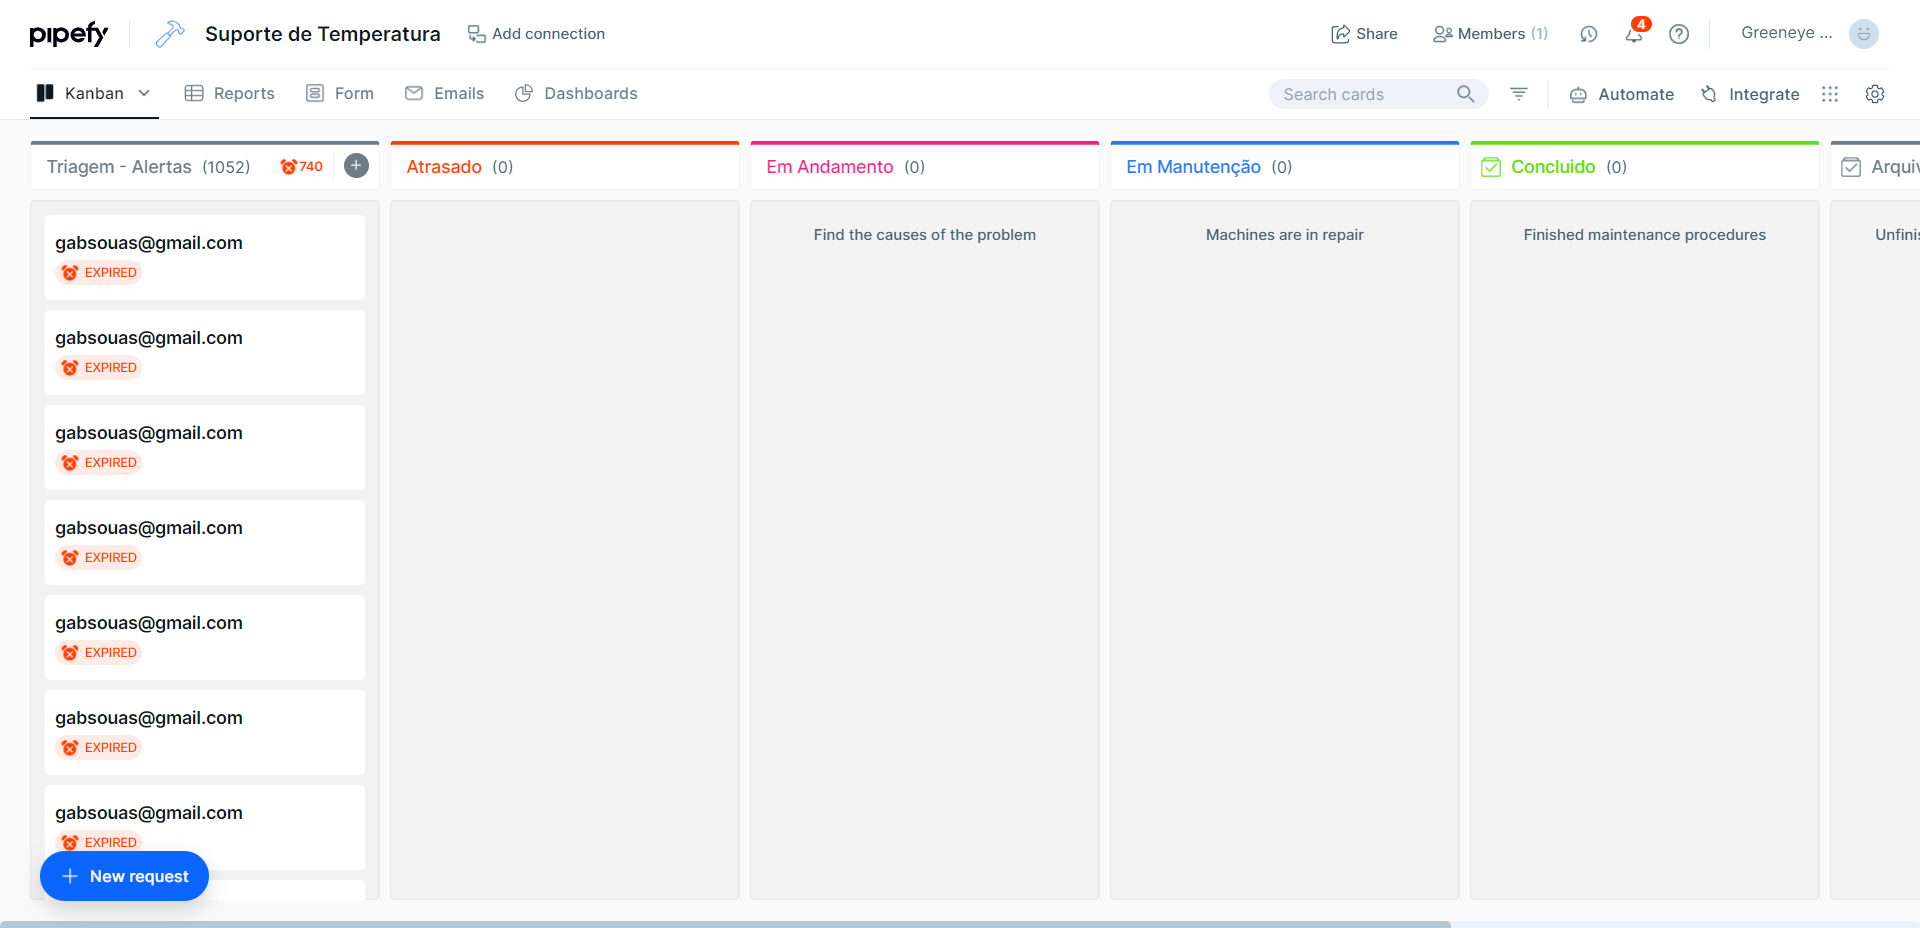 pipefy
Suporte de Temperatura
Add connection
Share
Members (1)
4
Greeneye ...
Kanban
Reports
Form
Emails
Dashboards
Search cards
Automate
Integrate
Triagem - Alertas (1052)
740
Atrasado (0)
Em Andamento (0)
Em Manutenção (0)
Concluido (0)
Arquiv
gabsouas@gmail.com
EXPIRED
gabsouas@gmail.com
EXPIRED
gabsouas@gmail.com
EXPIRED
gabsouas@gmail.com
EXPIRED
gabsouas@gmail.com
EXPIRED
gabsouas@gmail.com
EXPIRED
gabsouas@gmail.com
EXPIRED
New request
Find the causes of the problem
Machines are in repair
Finished maintenance procedures
Unfinis